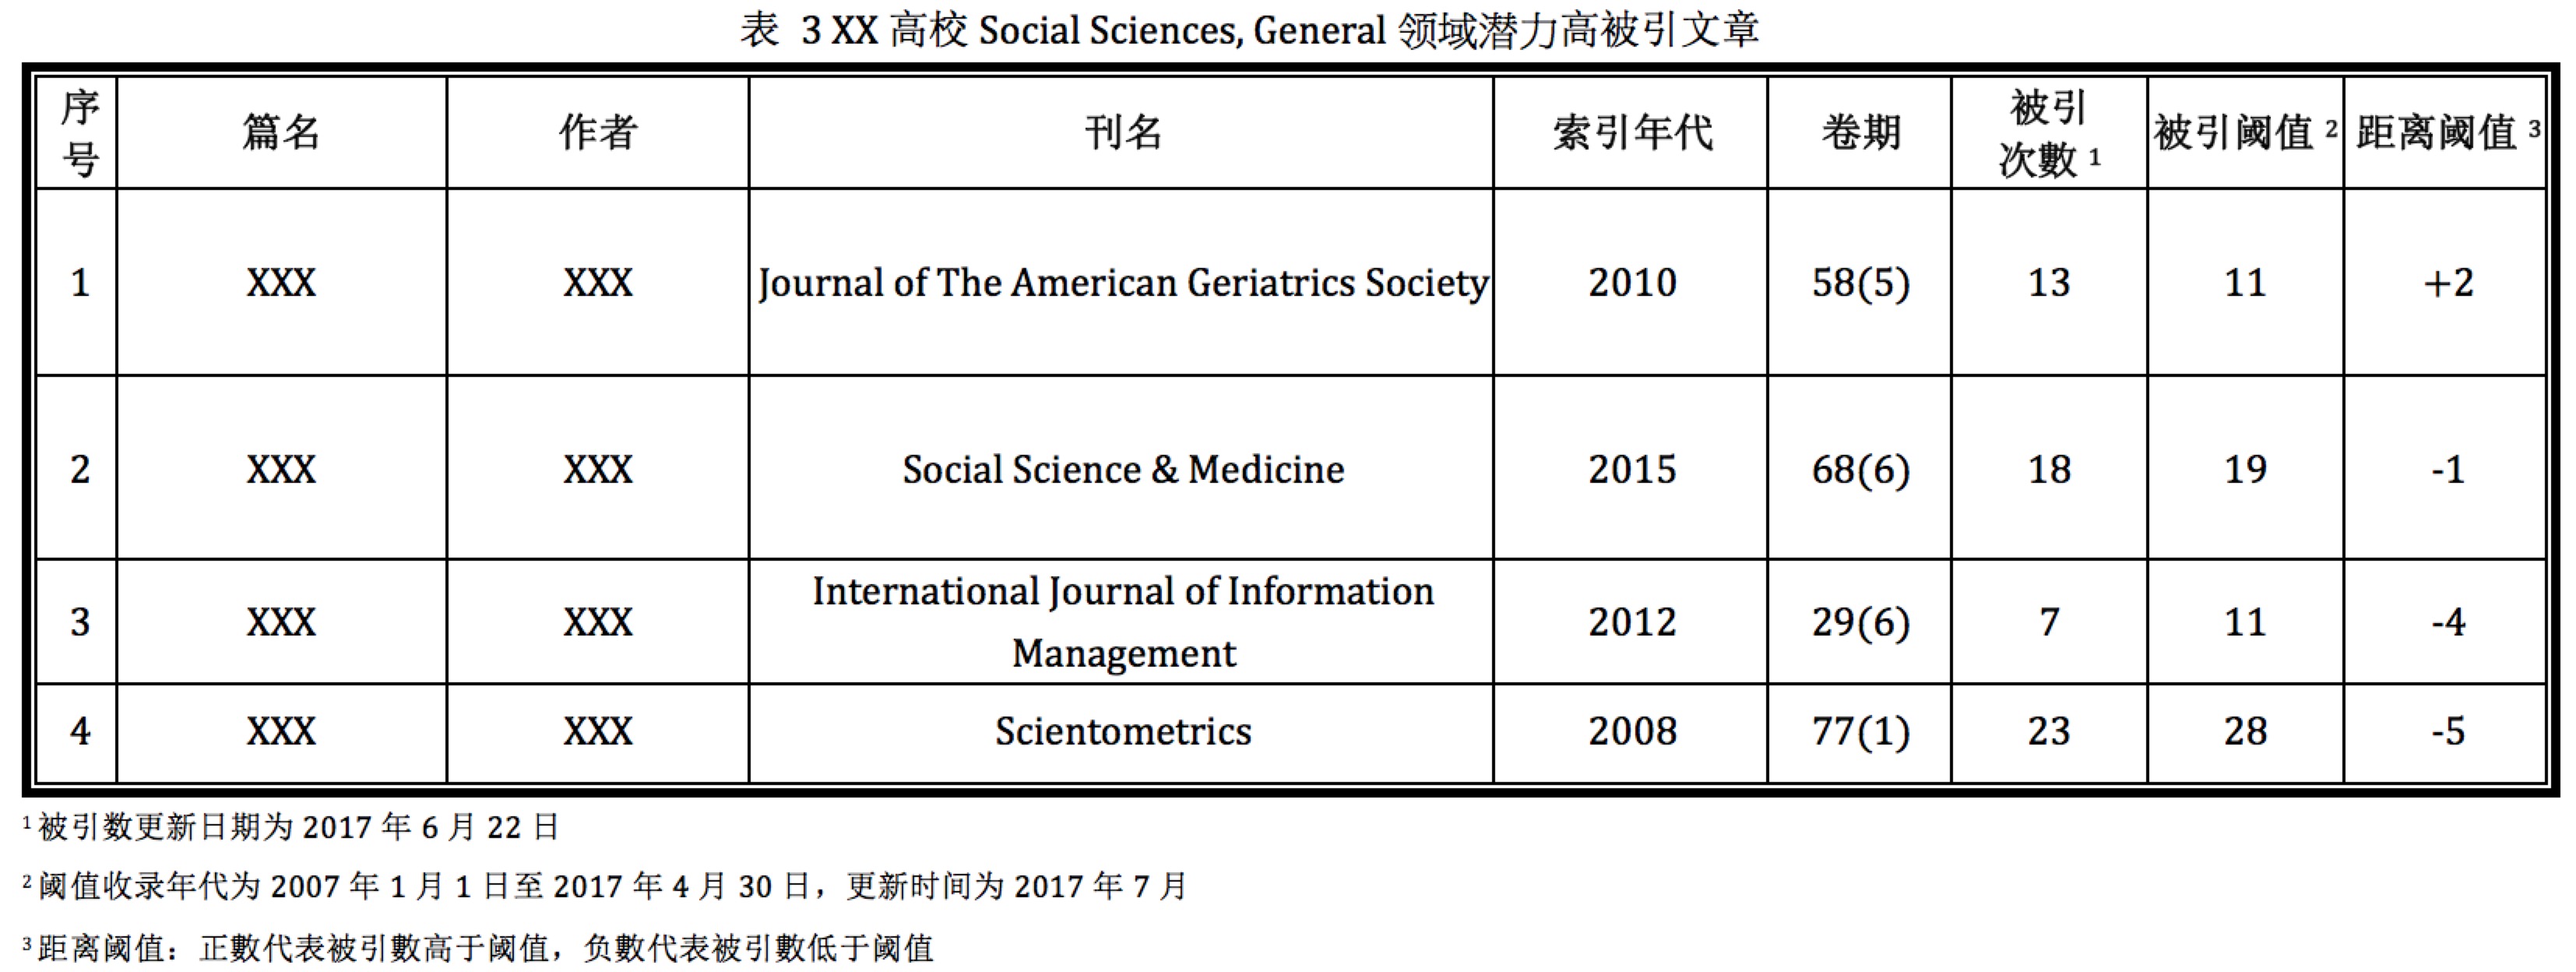 表 3 XX 高校 Social Sciences, General 领域潜力高被引文章
序号 篇名 作者 刊名 索引年代 卷期 被引次數 1 被引阈值 2 距离阈值 3
1 XXX XXX Journal of The American Geriatrics Society 2010 58(5) 13 11 +2
2 XXX XXX Social Science & Medicine 2015 68(6) 18 19 -1
3 XXX XXX International Journal of Information Management 2012 29(6) 7 11 -4
4 XXX XXX Scientometrics 2008 77(1) 23 28 -5
1 被引数更新日期为 2017 年 6 月 22 日
2 阈值收录年代为 2007 年 1 月 1 日至 2017 年 4 月 30 日，更新时间为 2017 年 7 月
3 距离阈值：正數代表被引數高于阈值，负數代表被引數低于阈值